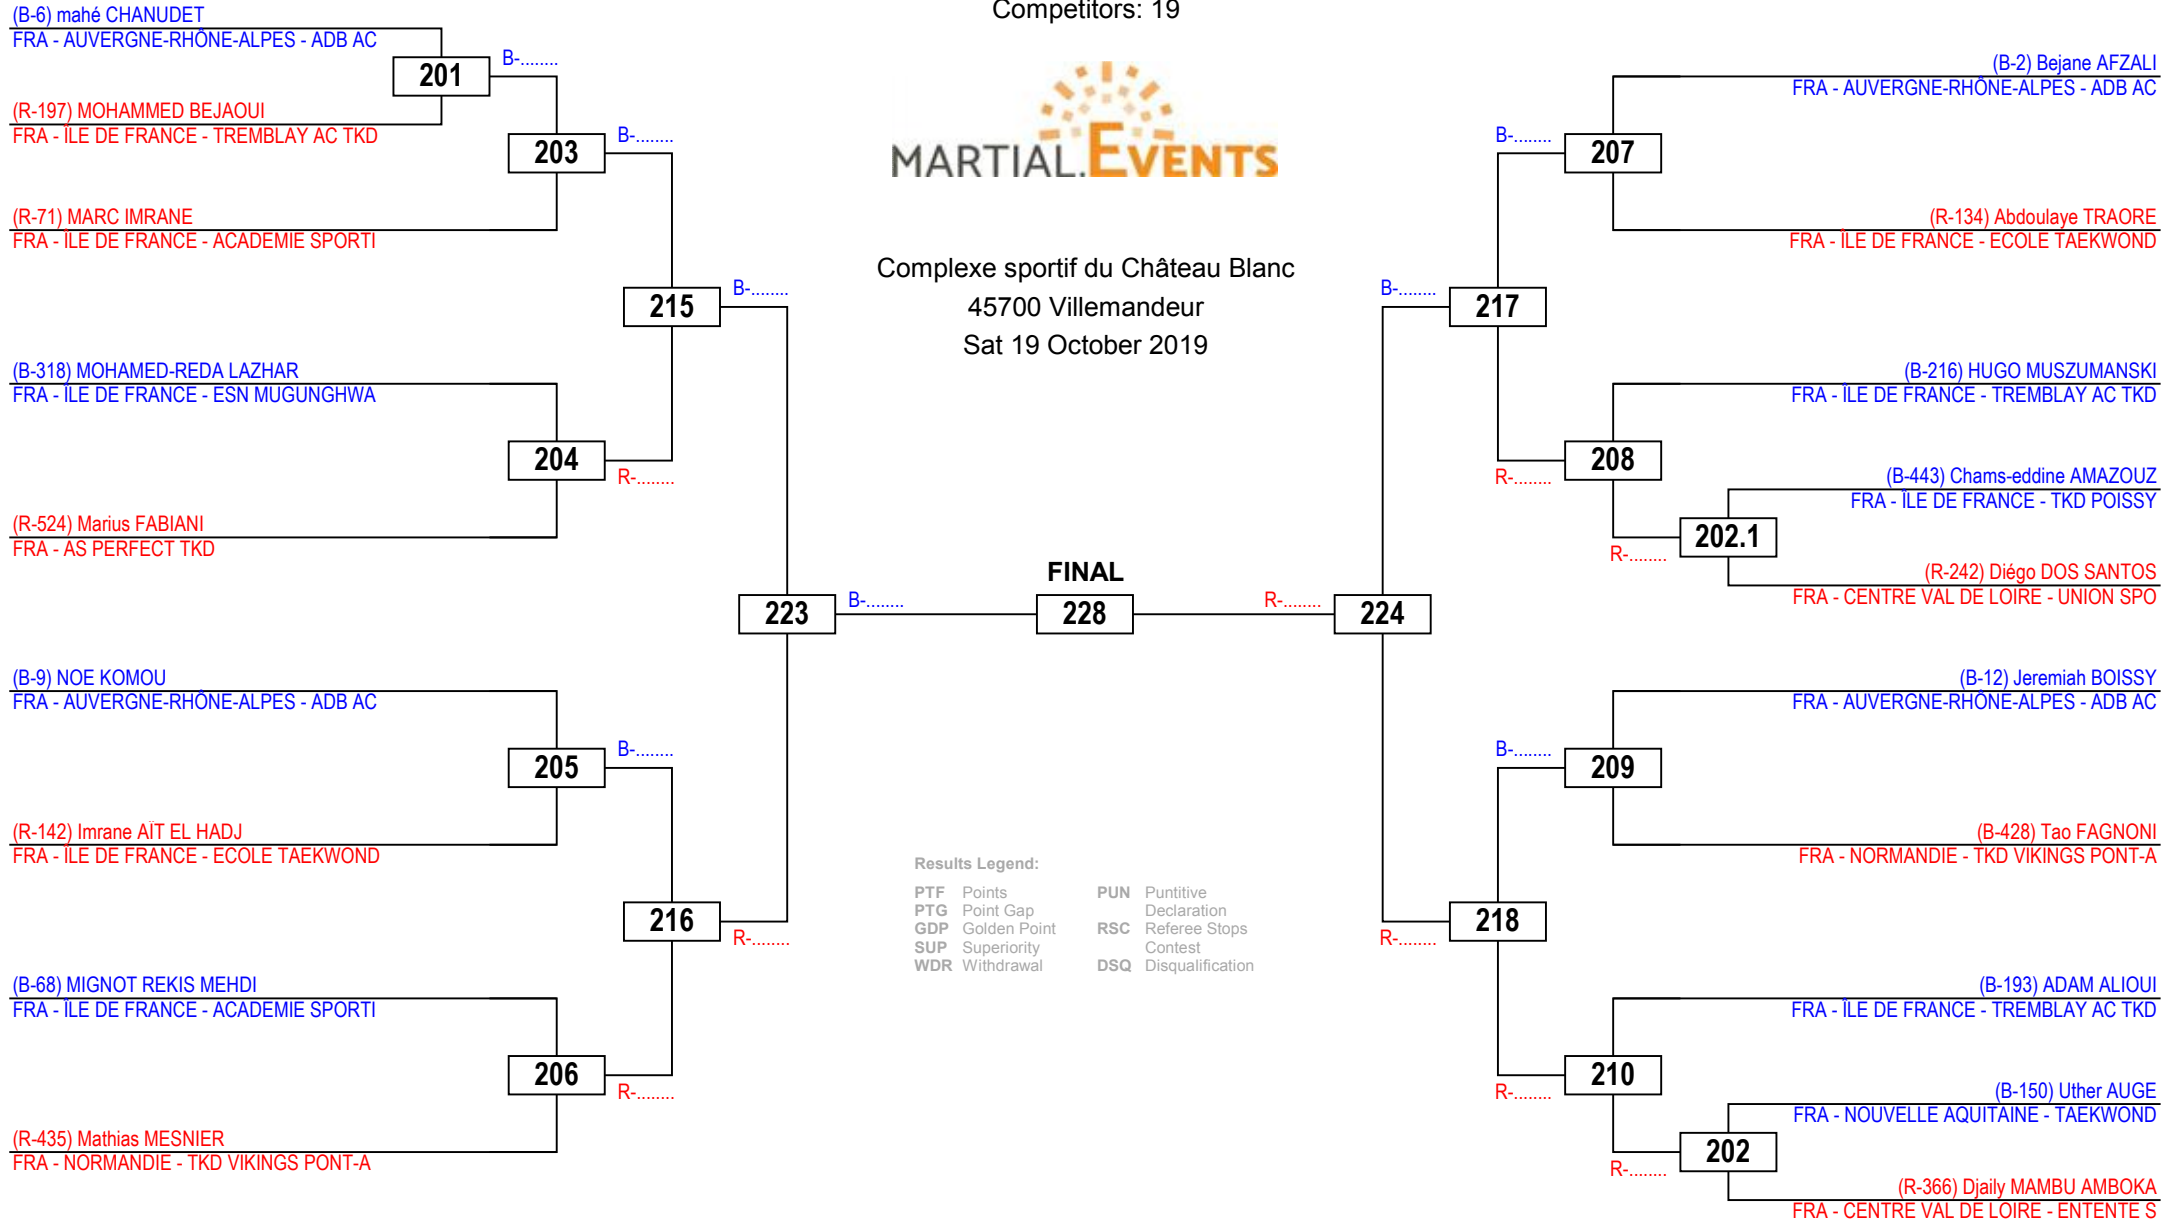 (B-6) mahé CHANUDET
FRA - AUVERGNE-RHÔNE-ALPES - ADB AC
201
B-........
(R-197) MOHAMMED BEJAOUI
FRA - ÎLE DE FRANCE - TREMBLAY AC TKD
203
B-........
(R-71) MARC IMRANE
FRA - ÎLE DE FRANCE - ACADEMIE SPORTI
215
B-........
(B-318) MOHAMED-REDA LAZHAR
FRA - ÎLE DE FRANCE - ESN MUGUNGHWA
204
R-........
(R-524) Marius FABIANI
FRA - AS PERFECT TKD
223
B-........
(B-9) NOE KOMOU
FRA - AUVERGNE-RHÔNE-ALPES - ADB AC
205
B-........
(R-142) Imrane AÏT EL HADJ
FRA - ÎLE DE FRANCE - ECOLE TAEKWOND
216
R-........
(B-68) MIGNOT REKIS MEHDI
FRA - ÎLE DE FRANCE - ACADEMIE SPORTI
206
R-........
(R-435) Mathias MESNIER
FRA - NORMANDIE - TKD VIKINGS PONT-A
Competitors: 19
MARTIAL.EVENTS
Complexe sportif du Château Blanc
45700 Villemandeur
Sat 19 October 2019
FINAL
228
Results Legend:
PTF Points
PTG Point Gap
GDP Golden Point
SUP Superiority
WDR Withdrawal
PUN Puntitive
Declaration
RSC Referee Stops
Contest
DSQ Disqualification
(B-2) Bejane AFZALI
FRA - AUVERGNE-RHÔNE-ALPES - ADB AC
B-........
207
(R-134) Abdoulaye TRAORE
FRA - ÎLE DE FRANCE - ECOLE TAEKWOND
B-........
217
(B-216) HUGO MUSZUMANSKI
FRA - ÎLE DE FRANCE - TREMBLAY AC TKD
R-........
208
(B-443) Chams-eddine AMAZOUZ
FRA - ÎLE DE FRANCE - TKD POISSY
R-........
202.1
(R-242) Diégo DOS SANTOS
FRA - CENTRE VAL DE LOIRE - UNION SPO
R-........
224
(B-12) Jeremiah BOISSY
FRA - AUVERGNE-RHÔNE-ALPES - ADB AC
B-........
209
(B-428) Tao FAGNONI
FRA - NORMANDIE - TKD VIKINGS PONT-A
R-........
218
(B-193) ADAM ALIOUI
FRA - ÎLE DE FRANCE - TREMBLAY AC TKD
R-........
210
(B-150) Uther AUGE
FRA - NOUVELLE AQUITAINE - TAEKWOND
R-........
202
(R-366) Djaily MAMBU AMBOKA
FRA - CENTRE VAL DE LOIRE - ENTENTE S